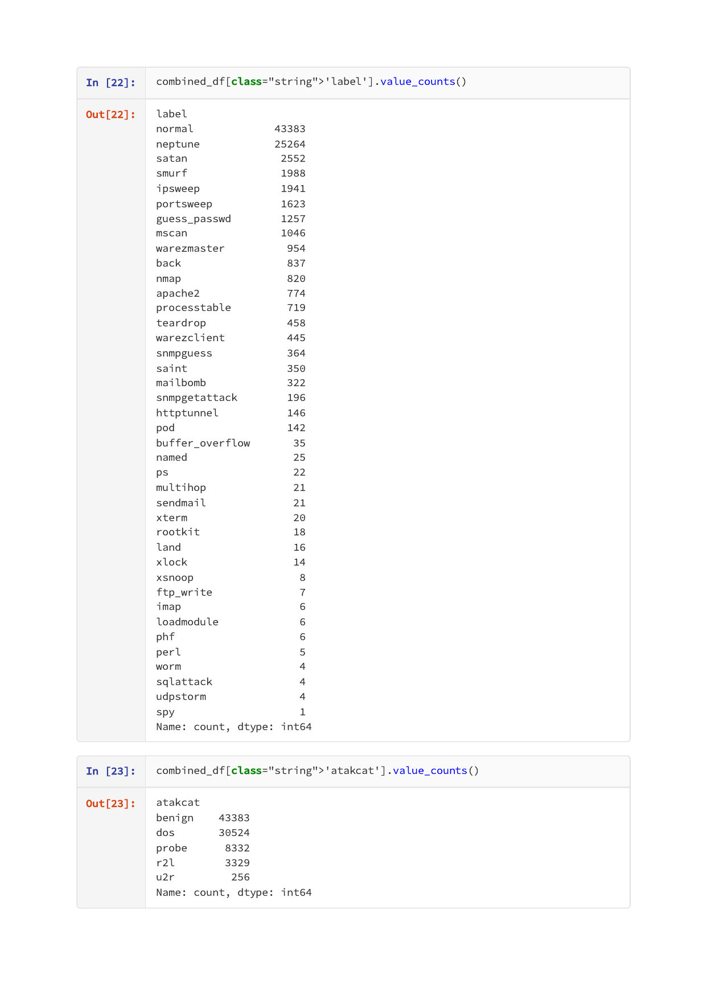 In [22]: combined_df[class="string">'label'].value_counts()
Out[22]: label
normal             43383
neptune            25264
satan               2552
smurf               1988
ipsweep             1941
portsweep           1623
guess_passwd        1257
mscan               1046
warezmaster          954
back                 837
nmap                 820
apache2              774
processtable         719
teardrop             458
warezclient          445
snmpguess            364
saint                350
mailbomb             322
snmpgetattack        196
httptunnel           146
pod                  142
buffer_overflow       35
named                 25
ps                    22
multihop              21
sendmail              21
xterm                 20
rootkit               18
land                  16
xlock                 14
xsnoop                 8
ftp_write              7
imap                   6
loadmodule             6
phf                    6
perl                   5
worm                   4
sqlattack              4
udpstorm               4
spy                    1
Name: count, dtype: int64
In [23]: combined_df[class="string">'atakcat'].value_counts()
Out[23]: atakcat
benign    43383
dos       30524
probe      8332
r2l        3329
u2r         256
Name: count, dtype: int64